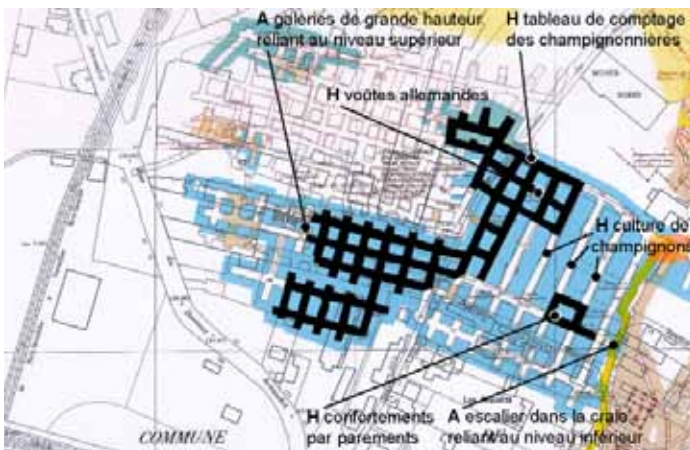 A galeries de grande hauteur
reliant au niveau supérieur
H tableau de comptage
des champignonnières
H voûtes allemandes
H culture de
champignons
H confortements
par parements
A escalier dans la craie
reliant au niveau inférieur
COMMUNE